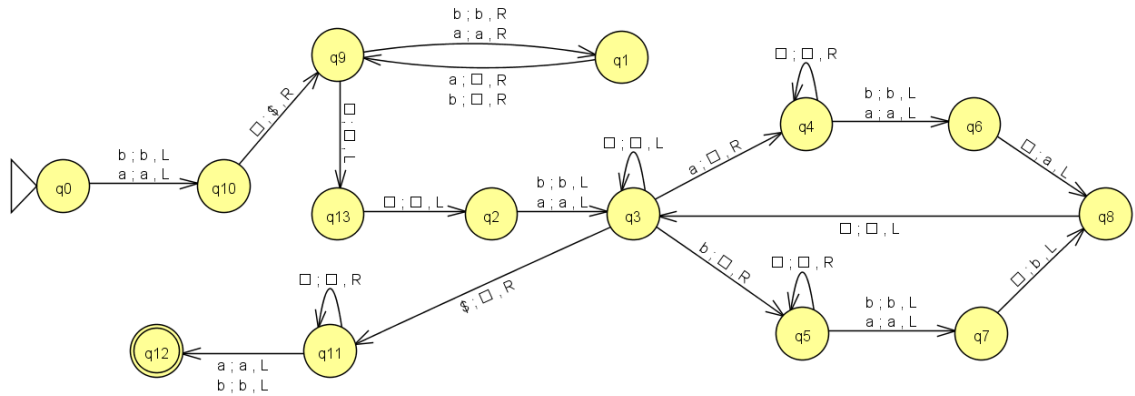 b ; b , R
a ; a , R
q9
q1
a ; □ , R
b ; □ , R
□ ; □ , R
q4
b ; b , L
a ; a , L
q6
□ ; $ , R
□ ; □ , L
□ ; □ , L
a ; □ , R
□ ; a , L
q0
b ; b , L
a ; a , L
q10
q13
□ ; □ , L
q2
b ; b , L
a ; a , L
q3
q8
□ ; □ , L
b ; □ , R
□ ; □ , R
□ ; b , L
$ ; □ , R
□ ; □ , R
q5
b ; b , L
a ; a , L
q7
q12
q11
a ; a , L
b ; b , L